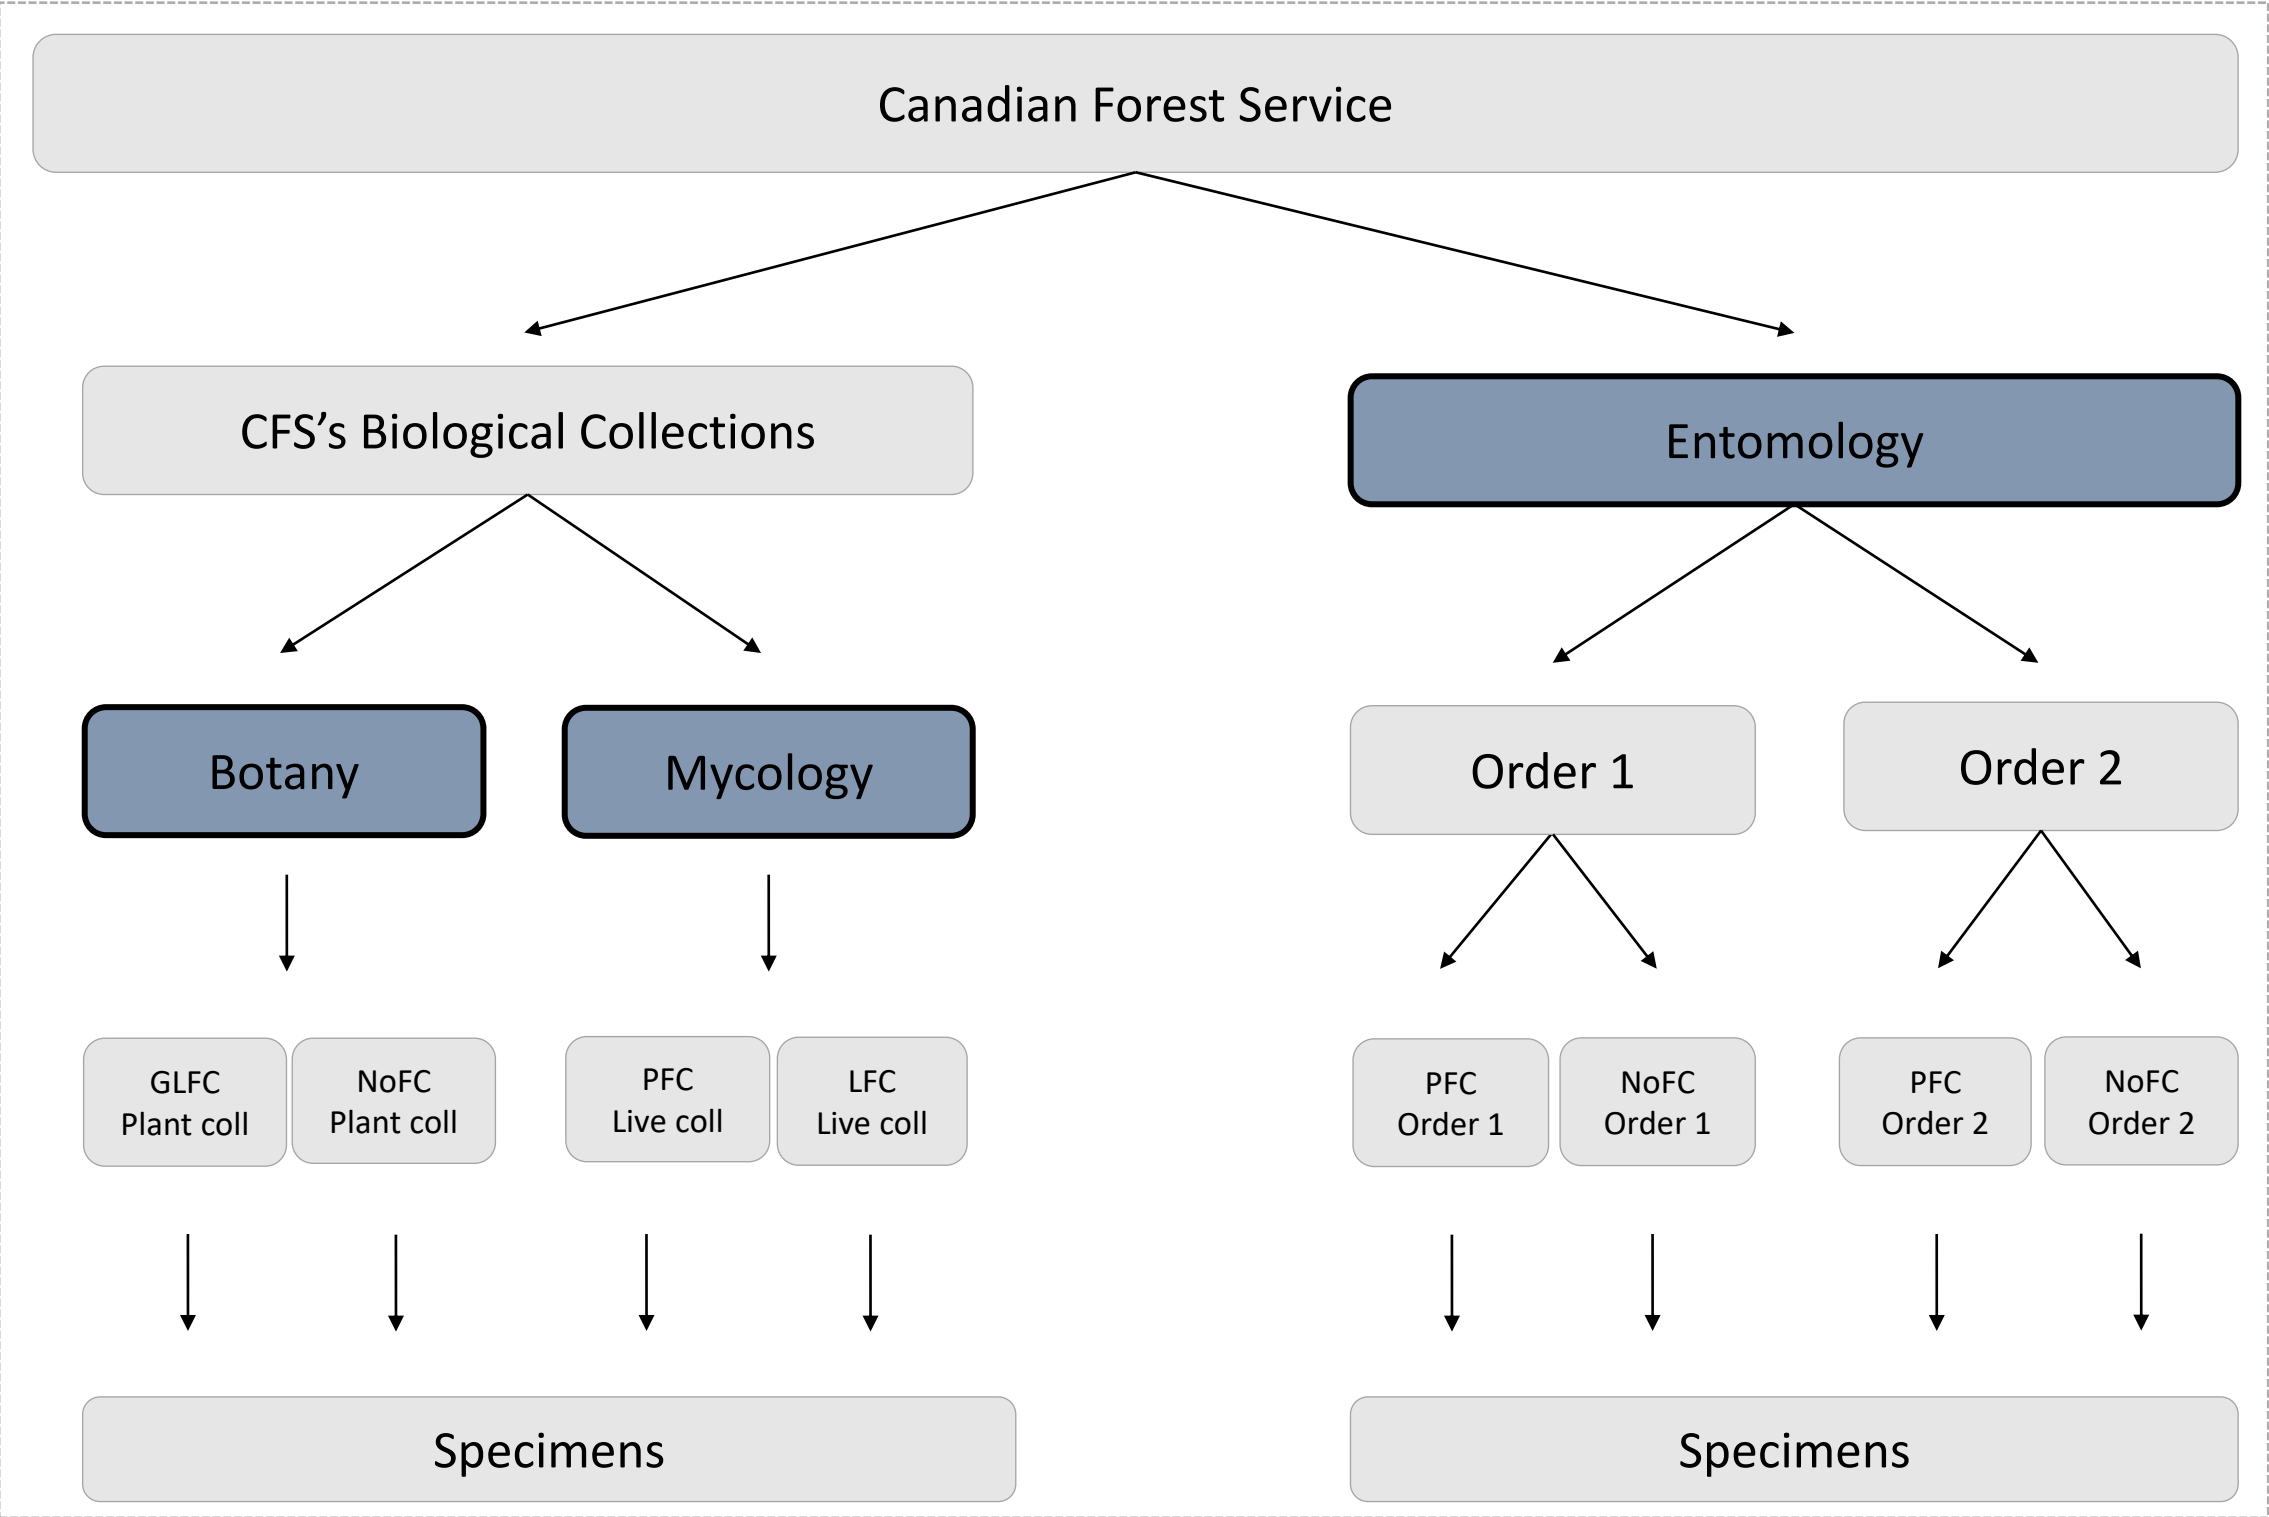 Canadian Forest Service
CFS’s Biological Collections
Entomology
Botany
Mycology
Order 1
Order 2
GLFC
Plant coll
NoFC
Plant coll
PFC
Live coll
LFC
Live coll
PFC
Order 1
NoFC
Order 1
PFC
Order 2
NoFC
Order 2
Specimens
Specimens